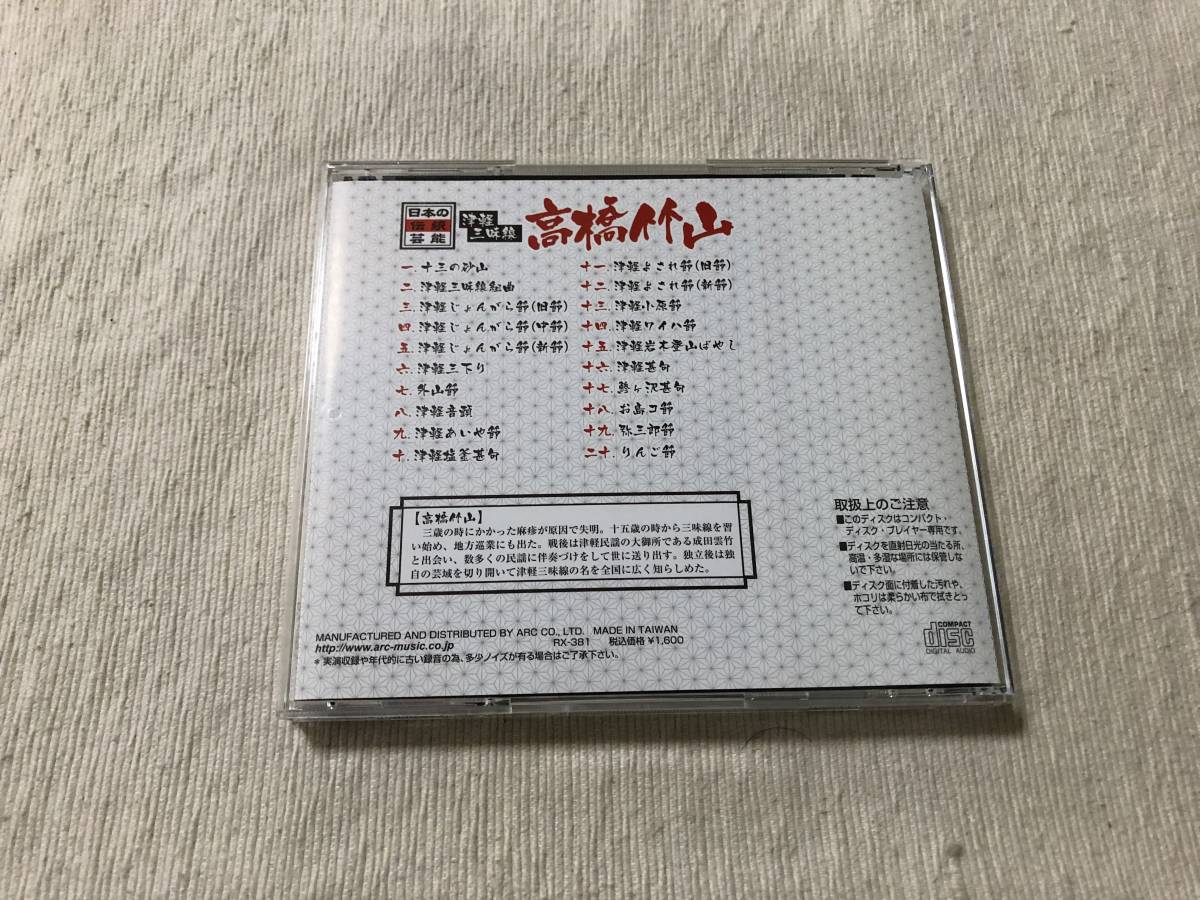 日本の
伝統
芸能
津軽
三味線
高橋竹山
一.十三の砂山
二.津軽三味線組曲
三.津軽じょんがら節(旧節)
四.津軽じょんがら節(中節)
五.津軽じょんがら節(新節)
六.津軽三下り
七.外山節
八.津軽音頭
九.津軽あいや節
十.津軽塩釜甚句
十一.津軽よされ節(旧節)
十二.津軽よされ節(新節)
十三.津軽小原節
十四.津軽ワイハ節
十五.津軽岩木登山ばやし
十六.津軽甚句
十七.鯵ヶ沢甚句
十八.お島コ節
十九.弥三郎節
二十.りんご節
【高橋竹山】
三歳の時にかかった麻疹が原因で失明。十五歳の時から三味線を習
い始め、地方巡業にも出た。戦後は津軽民謡の大御所である成田雲竹
と出会い、数多くの民謡に伴奏づけをして世に送り出す。独立後は独
自の芸域を切り開いて津軽三味線の名を全国に広く知らしめた。
取扱上のご注意
■このディスクはコンパクト・
ディスク・プレイヤー専用です。
■ディスクを直射日光の当たる所、
高温・多湿な場所には保管しな
いで下さい。
■ディスク面に付着した汚れや、
ホコリは柔らかい布で拭きとっ
て下さい。
MANUFACTURED AND DISTRIBUTED BY ARC CO., LTD. MADE IN TAIWAN
http://www.arc-music.co.jp RX-381 税込価格 ¥1,600
＊実演収録や年代的に古い録音の為、多少ノイズが有る場合はご了承下さい。
COMPACT
disc
DIGITAL AUDIO